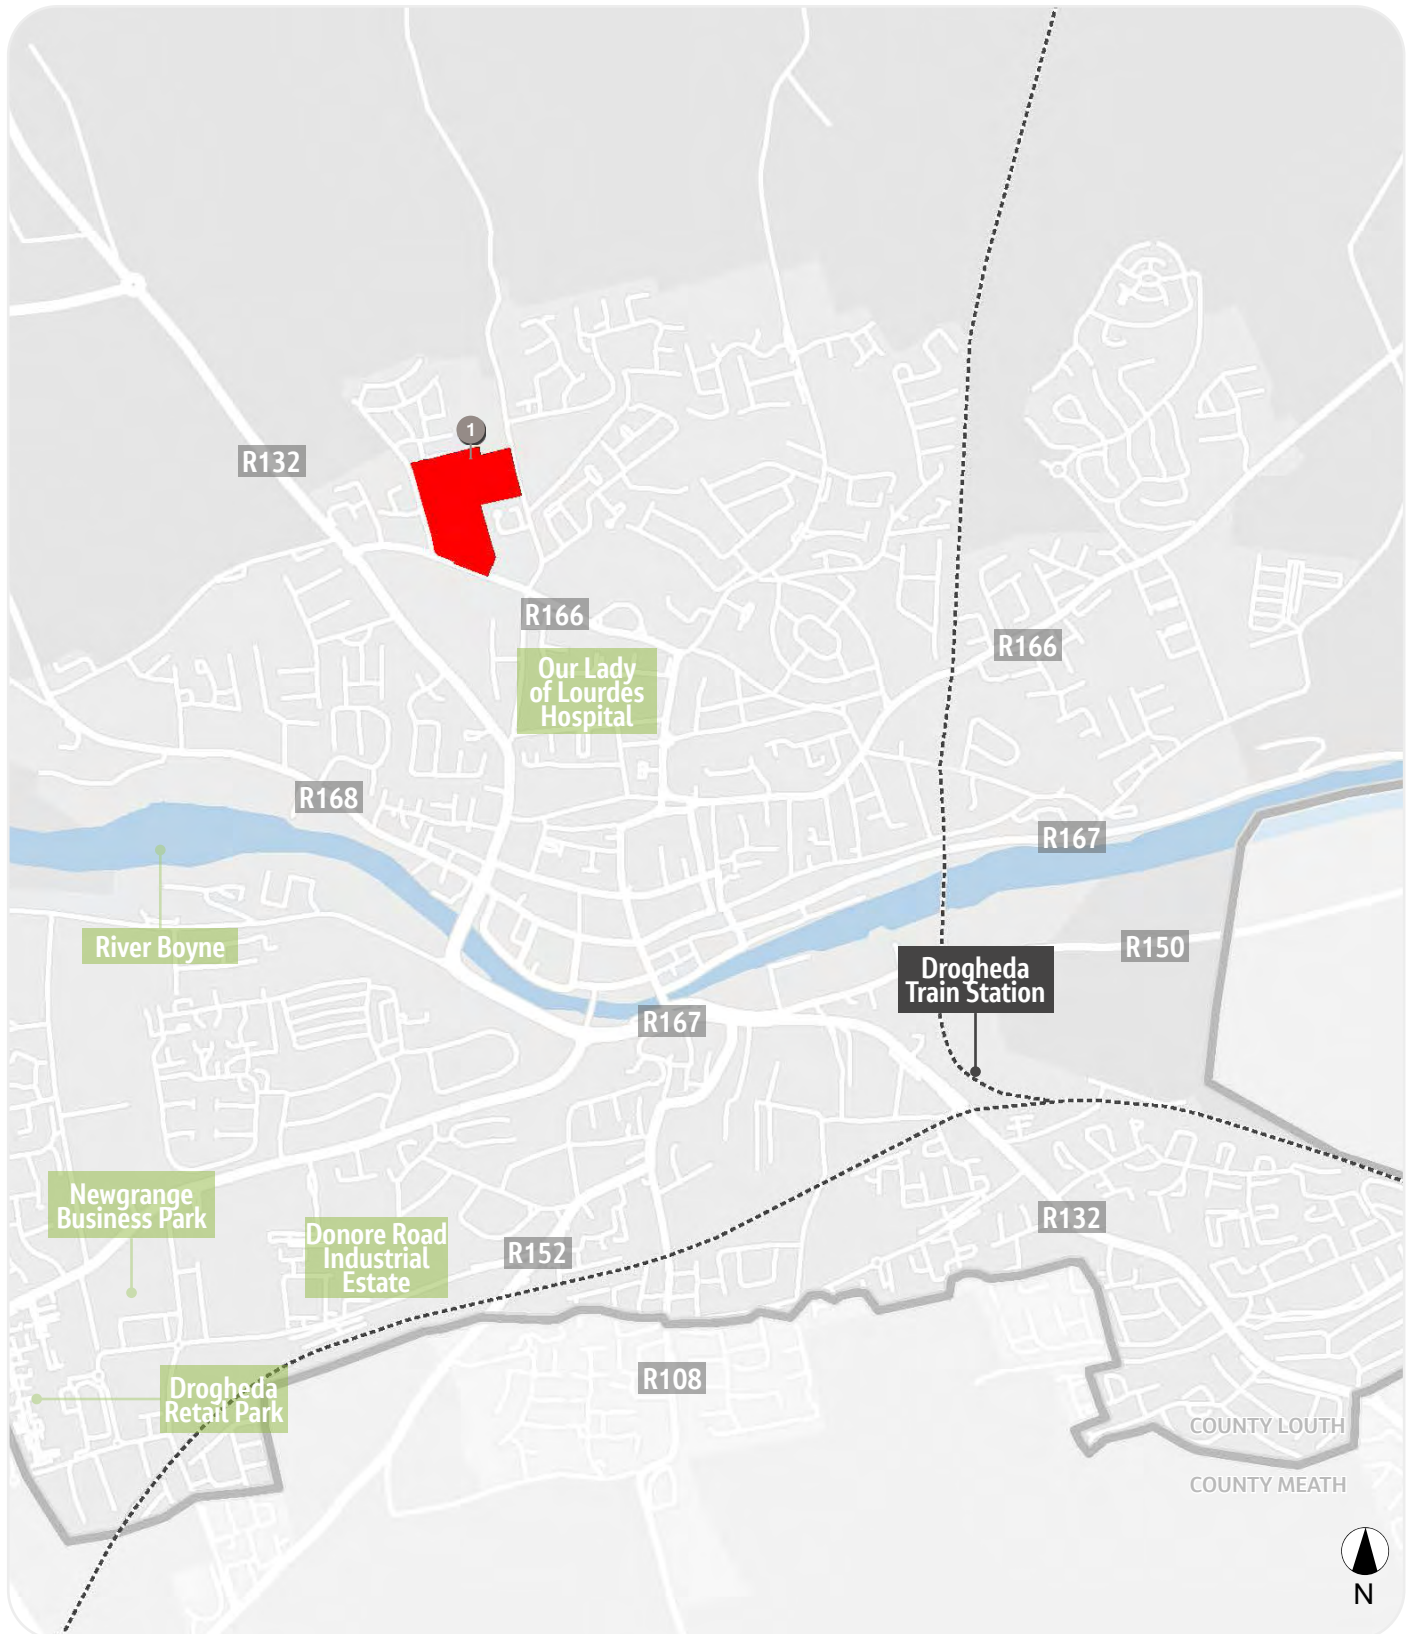 1
R132
R166
R166
Our Lady
of Lourdes
Hospital
R168
R167
River Boyne
R150
Drogheda
Train Station
R167
Newgrange
Business Park
R132
Donore Road
Industrial
Estate
R152
Drogheda
Retail Park
R108
COUNTY LOUTH
COUNTY MEATH
N